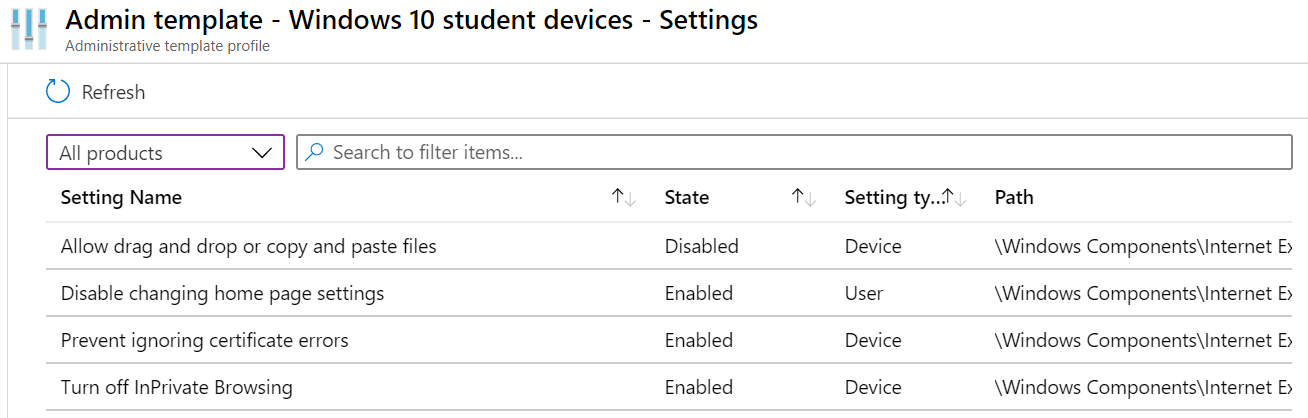 Admin template - Windows 10 student devices - Settings
Administrative template profile
Refresh
All products
Search to filter items...
Setting Name State Setting ty... Path
Allow drag and drop or copy and paste files Disabled Device \Windows Components\Internet Ex
Disable changing home page settings Enabled User \Windows Components\Internet Ex
Prevent ignoring certificate errors Enabled Device \Windows Components\Internet Ex
Turn off InPrivate Browsing Enabled Device \Windows Components\Internet Ex